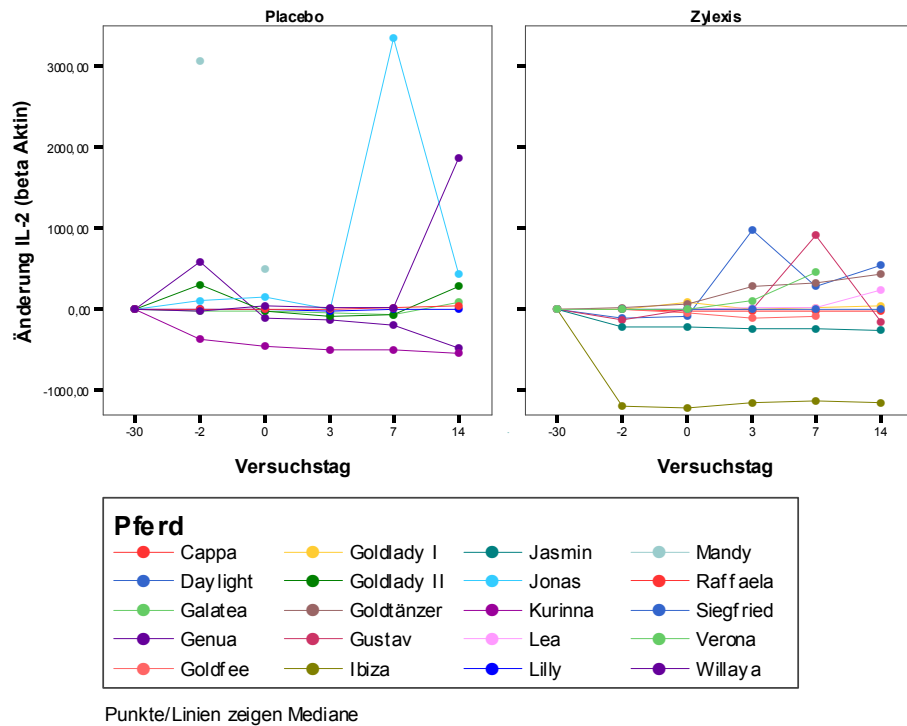 Placebo
Zylexis
Änderung IL-2 (beta Aktin)
3000,00
2000,00
1000,00
0,00
-1000,00
-30 -2 0 3 7 14
-30 -2 0 3 7 14
Versuchstag
Versuchstag
Pferd
Cappa Goldlady I Jasmin Mandy
Daylight Goldlady II Jonas Raffaela
Galatea Goldtänzer Kurinna Siegfried
Genua Gustav Lea Verona
Goldfee Ibiza Lilly Willaya
Punkte/Linien zeigen Mediane